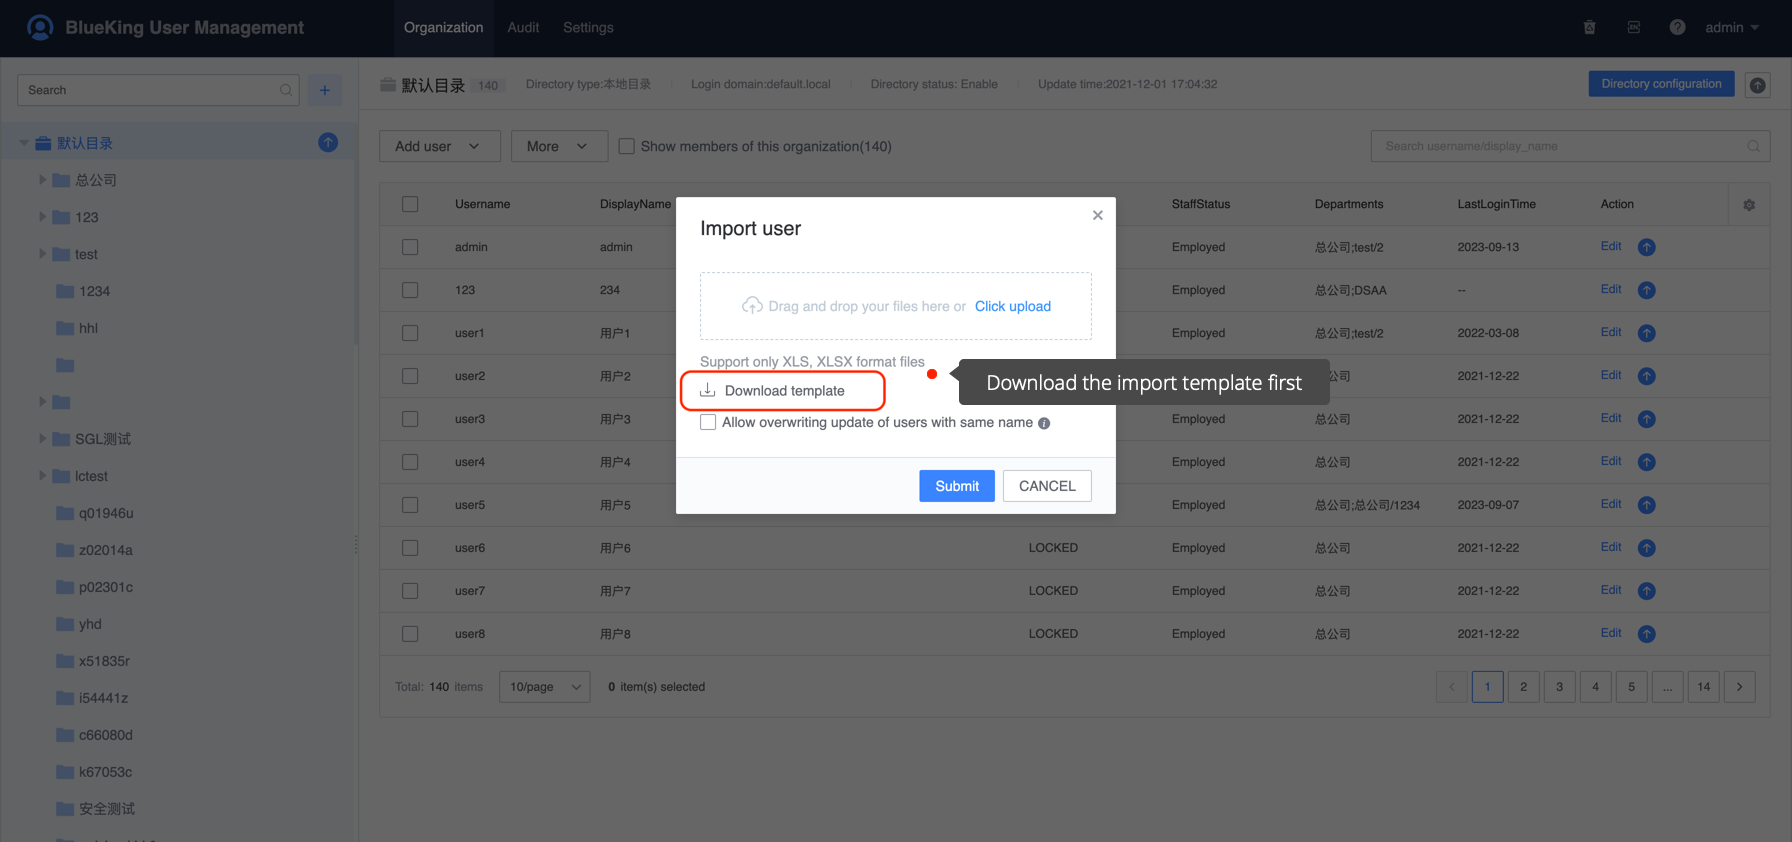 BlueKing User Management
Organization
Audit
Settings
admin
Search
默认目录
总公司
123
test
1234
hhl
SGL测试
lctest
q01946u
z02014a
p02301c
yhd
x51835r
i54441z
c66080d
k67053c
安全测试
默认目录 140 Directory type:本地目录 Login domain:default.local Directory status: Enable Update time:2021-12-01 17:04:32 Directory configuration
Add user More Show members of this organization(140) Search username/display_name
Username DisplayName StaffStatus Departments LastLoginTime Action
admin admin Employed 总公司;test/2 2023-09-13 Edit
123 234 Employed 总公司;DSAA -- Edit
user1 用户1 Employed 总公司;test/2 2022-03-08 Edit
user2 用户2 2021-12-22 Edit
user3 用户3 Employed 总公司 2021-12-22 Edit
user4 用户4 Employed 总公司 2021-12-22 Edit
user5 用户5 Employed 总公司;总公司/1234 2023-09-07 Edit
user6 用户6 LOCKED Employed 总公司 2021-12-22 Edit
user7 用户7 LOCKED Employed 总公司 2021-12-22 Edit
user8 用户8 LOCKED Employed 总公司 2021-12-22 Edit
Total: 140 items 10/page 0 item(s) selected < 1 2 3 4 5 ... 14 >
Import user
Drag and drop your files here or Click upload
Support only XLS, XLSX format files
Download template
Download the import template first
Allow overwriting update of users with same name
Submit CANCEL